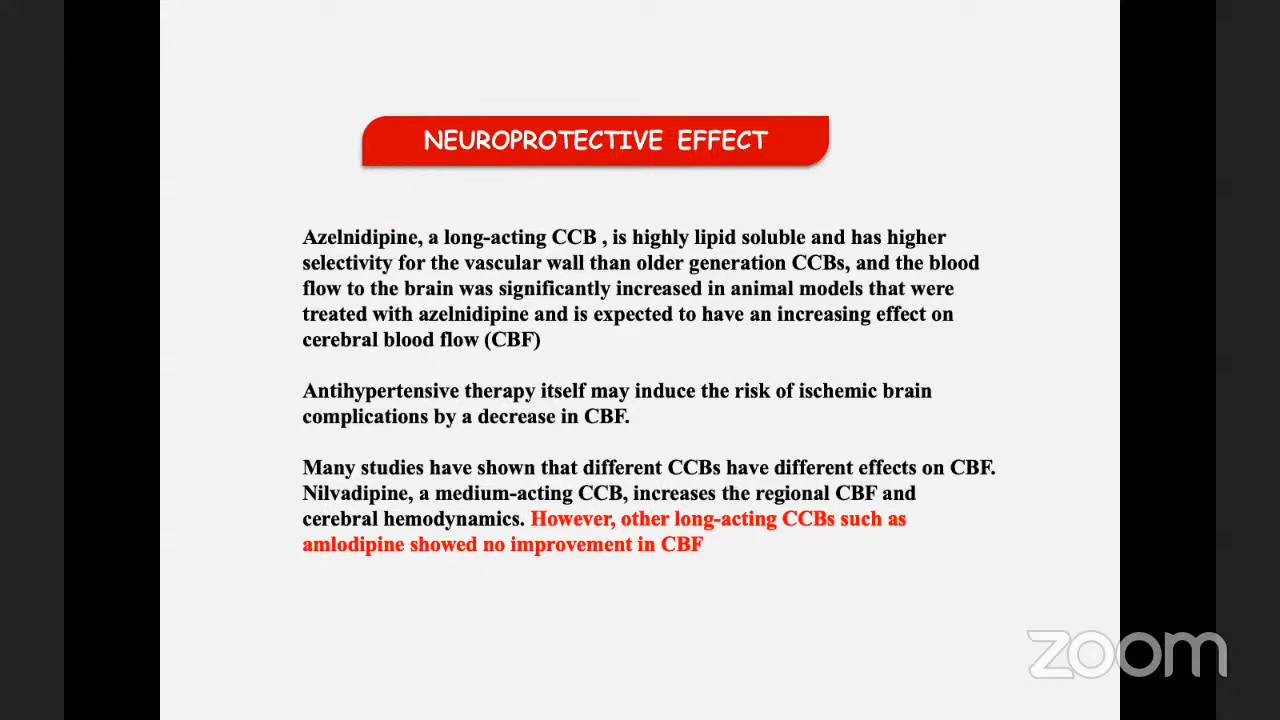 NEUROPROTECTIVE EFFECT
Azelnidipine, a long-acting CCB , is highly lipid soluble and has higher
selectivity for the vascular wall than older generation CCBs, and the blood
flow to the brain was significantly increased in animal models that were
treated with azelnidipine and is expected to have an increasing effect on
cerebral blood flow (CBF)
Antihypertensive therapy itself may induce the risk of ischemic brain
complications by a decrease in CBF.
Many studies have shown that different CCBs have different effects on CBF.
Nilvadipine, a medium-acting CCB, increases the regional CBF and
cerebral hemodynamics. However, other long-acting CCBs such as
amlodipine showed no improvement in CBF
zoom